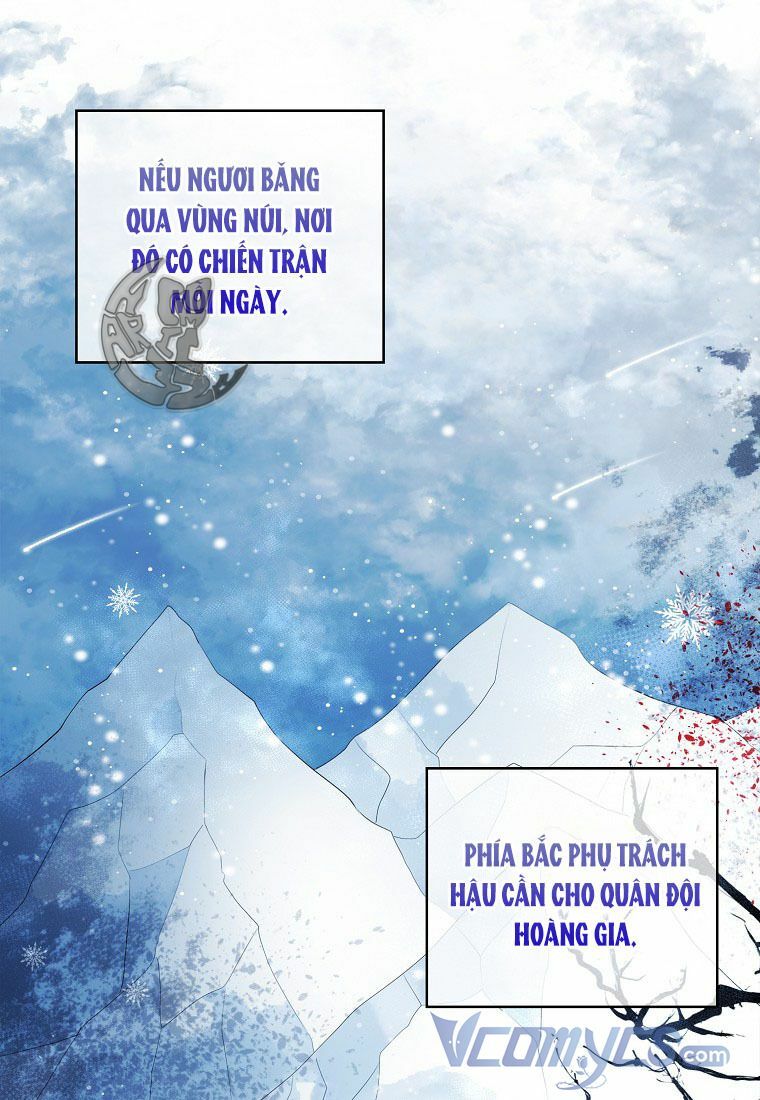 NẾU NGƯƠI BĂNG
QUA VÙNG NÚI, NƠI
ĐÓ CÓ CHIẾN TRẬN
MỖI NGÀY.
PHÍA BẮC PHỤ TRÁCH
HẬU CẦN CHO QUÂN ĐỘI
HOÀNG GIA.
VCOMYCS.com